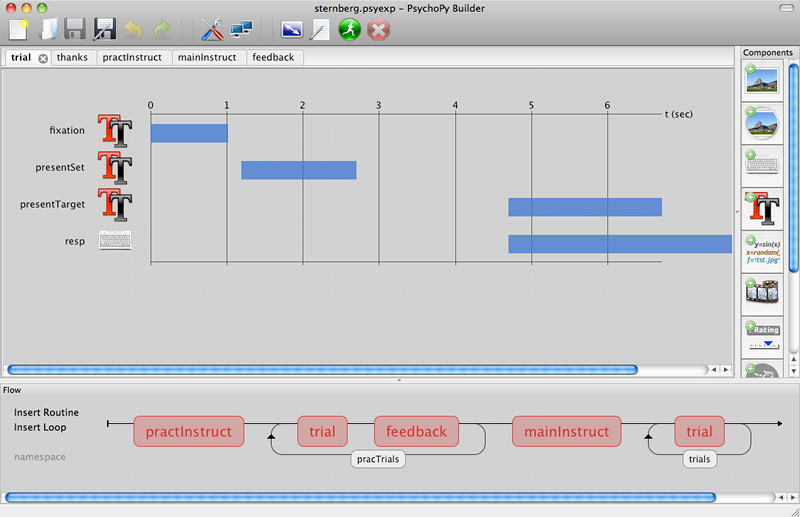 sternberg.psyexp - PsychoPy Builder
trial thanks practInstruct mainInstruct feedback
Components
0 1 2 3 4 5 6
t (sec)
fixation
presentSet
presentTarget
resp
y=sin(x)
x=random(,
f='tst.jpg'
Rating
Flow
Insert Routine
Insert Loop
namespace
practInstruct trial feedback mainInstruct trial
pracTrials trials